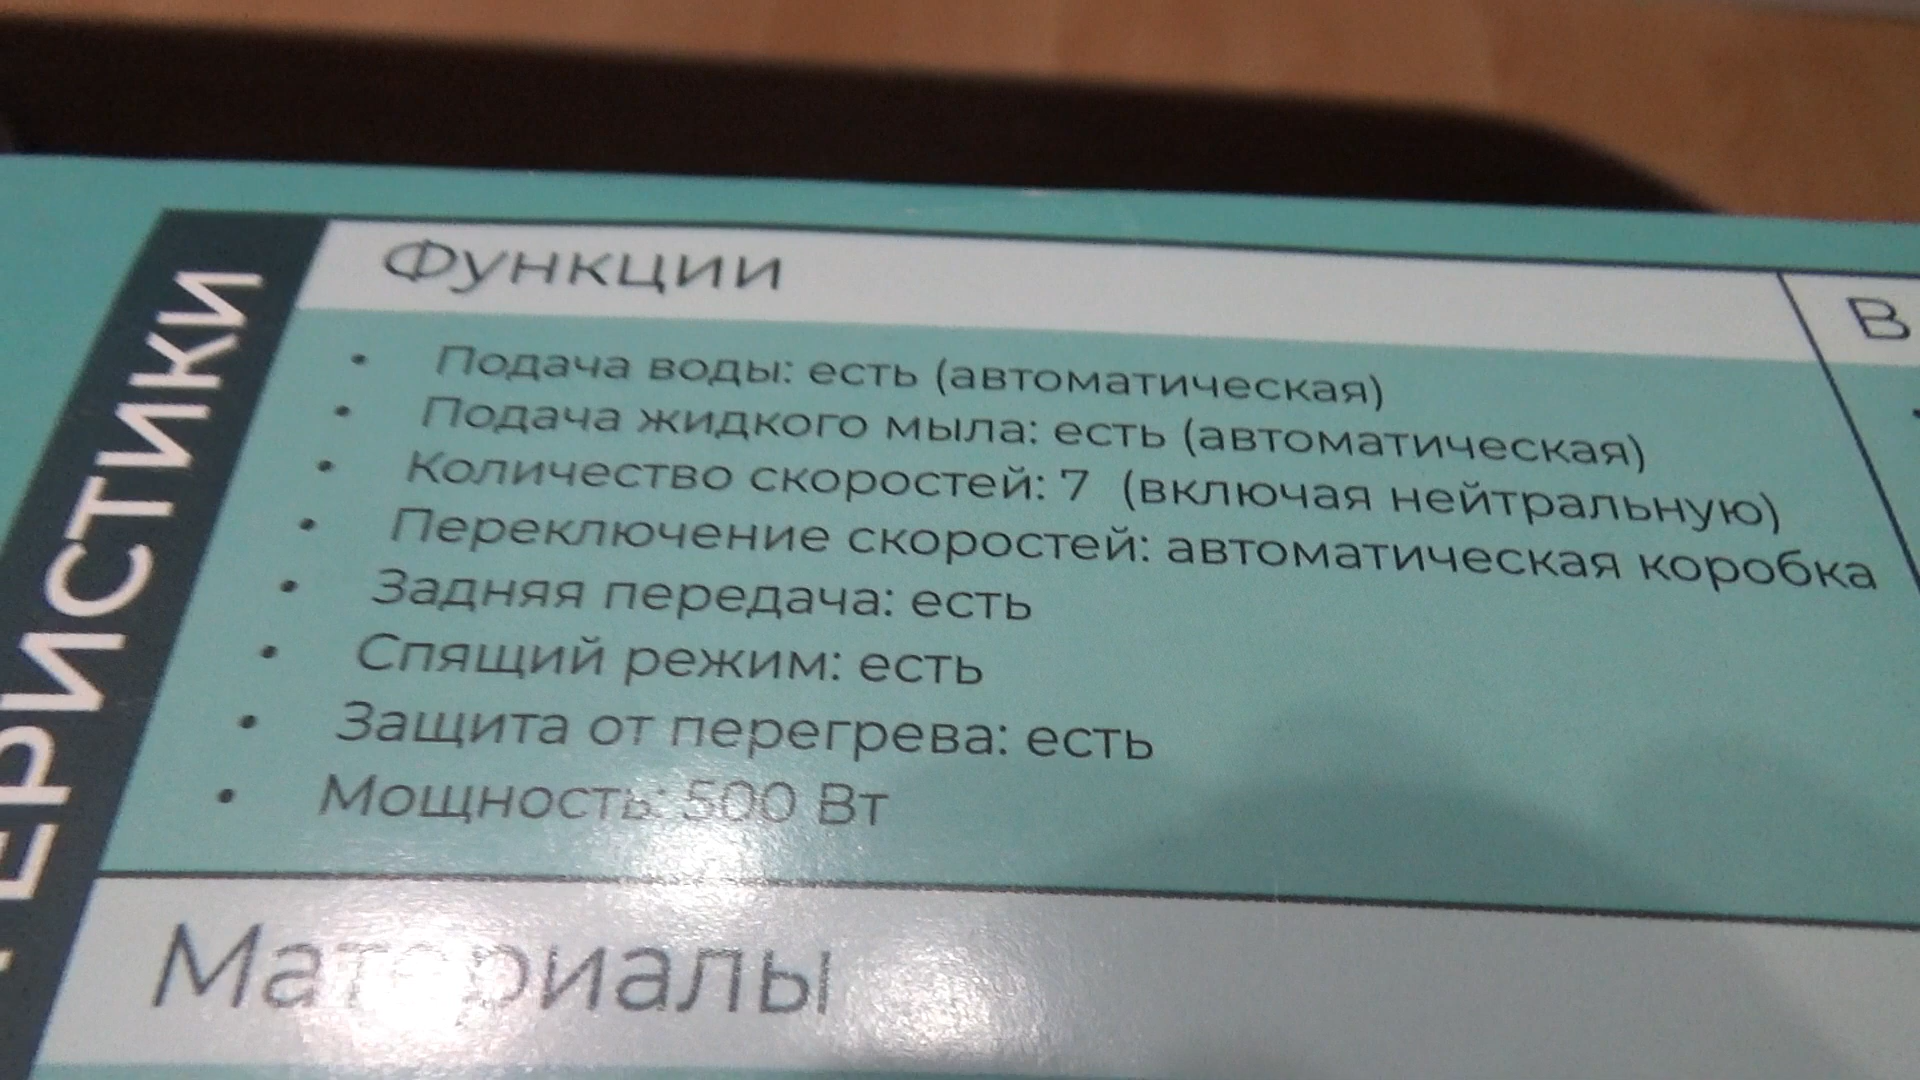 ЕРИСТИКИ
Функции
В
• Подача воды: есть (автоматическая)
• Подача жидкого мыла: есть (автоматическая)
• Количество скоростей: 7 (включая нейтральную)
• Переключение скоростей: автоматическая коробка
• Задняя передача: есть
• Спящий режим: есть
• Защита от перегрева: есть
• Мощность: 500 Вт
Материалы